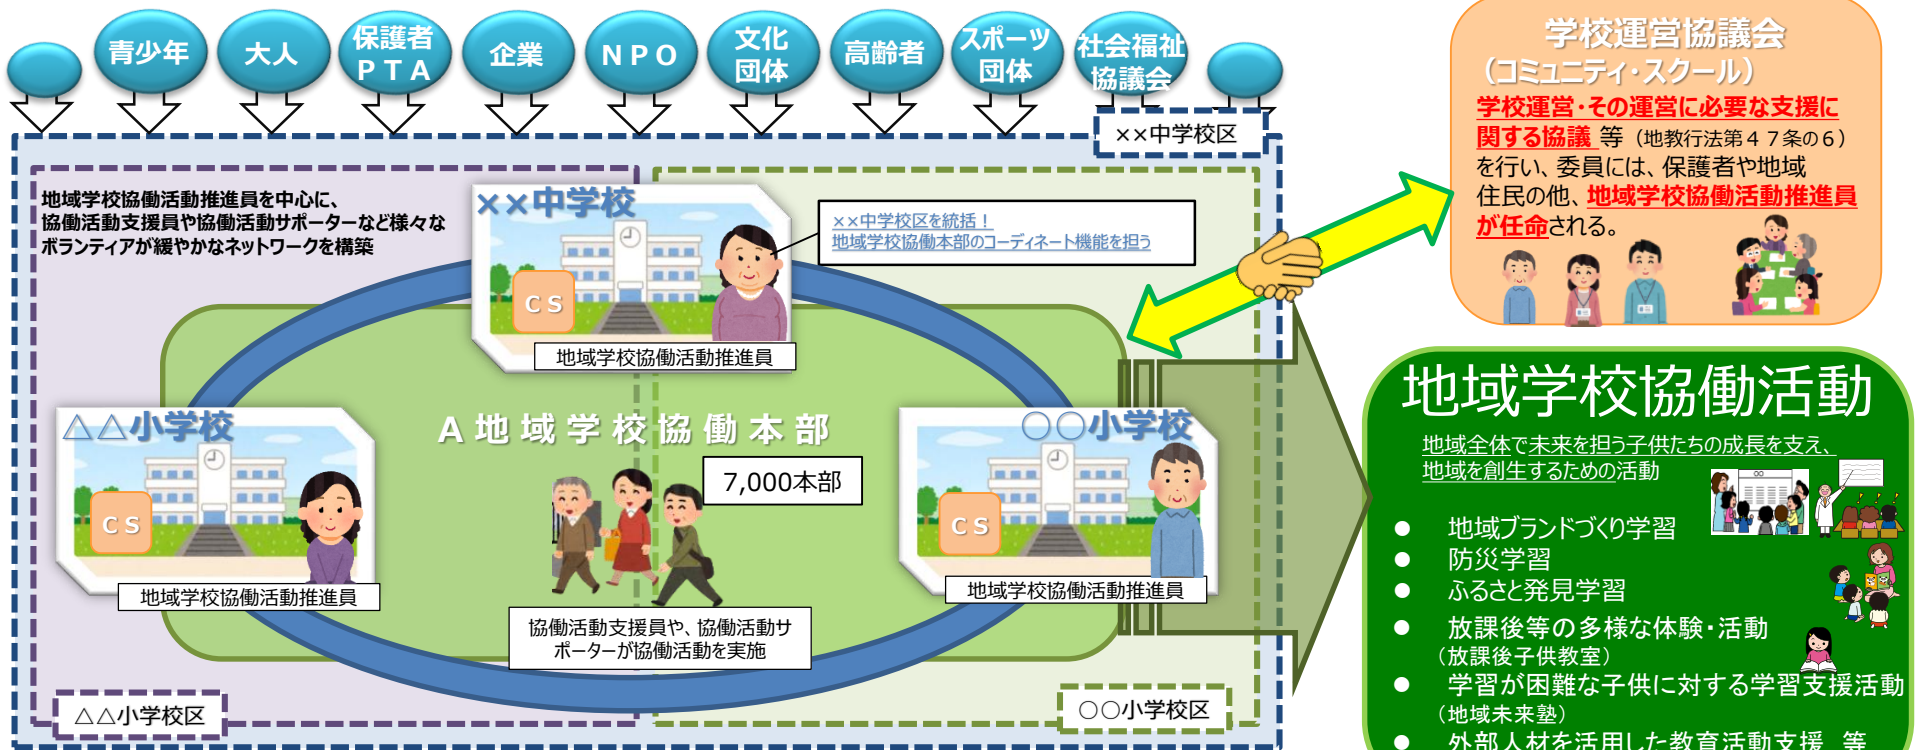 青少年
大人
保護者
PTA
企業
NPO
文化
団体
高齢者
スポーツ
団体
社会福祉
協議会
××中学校区
地域学校協働活動推進員を中心に、
協働活動支援員や協働活動サポーターなど様々な
ボランティアが緩やかなネットワークを構築
××中学校
CS
地域学校協働活動推進員
××中学校区を統括！
地域学校協働本部のコーディネート機能を担う
A地域学校協働本部
7,000本部
△△小学校
CS
地域学校協働活動推進員
○○小学校
CS
地域学校協働活動推進員
協働活動支援員や、協働活動サ
ポーターが協働活動を実施
△△小学校区
○○小学校区
学校運営協議会
（コミュニティ・スクール）
学校運営・その運営に必要な支援に
関する協議 等（地教行法第４７条の6）
を行い、委員には、保護者や地域
住民の他、地域学校協働活動推進員
が任命される。
地域学校協働活動
地域全体で未来を担う子供たちの成長を支え、
地域を創生するための活動
● 地域ブランドづくり学習
● 防災学習
● ふるさと発見学習
● 放課後等の多様な体験・活動
（放課後子供教室）
● 学習が困難な子供に対する学習支援活動
（地域未来塾）
● 外部人材を活用した教育活動支援 等